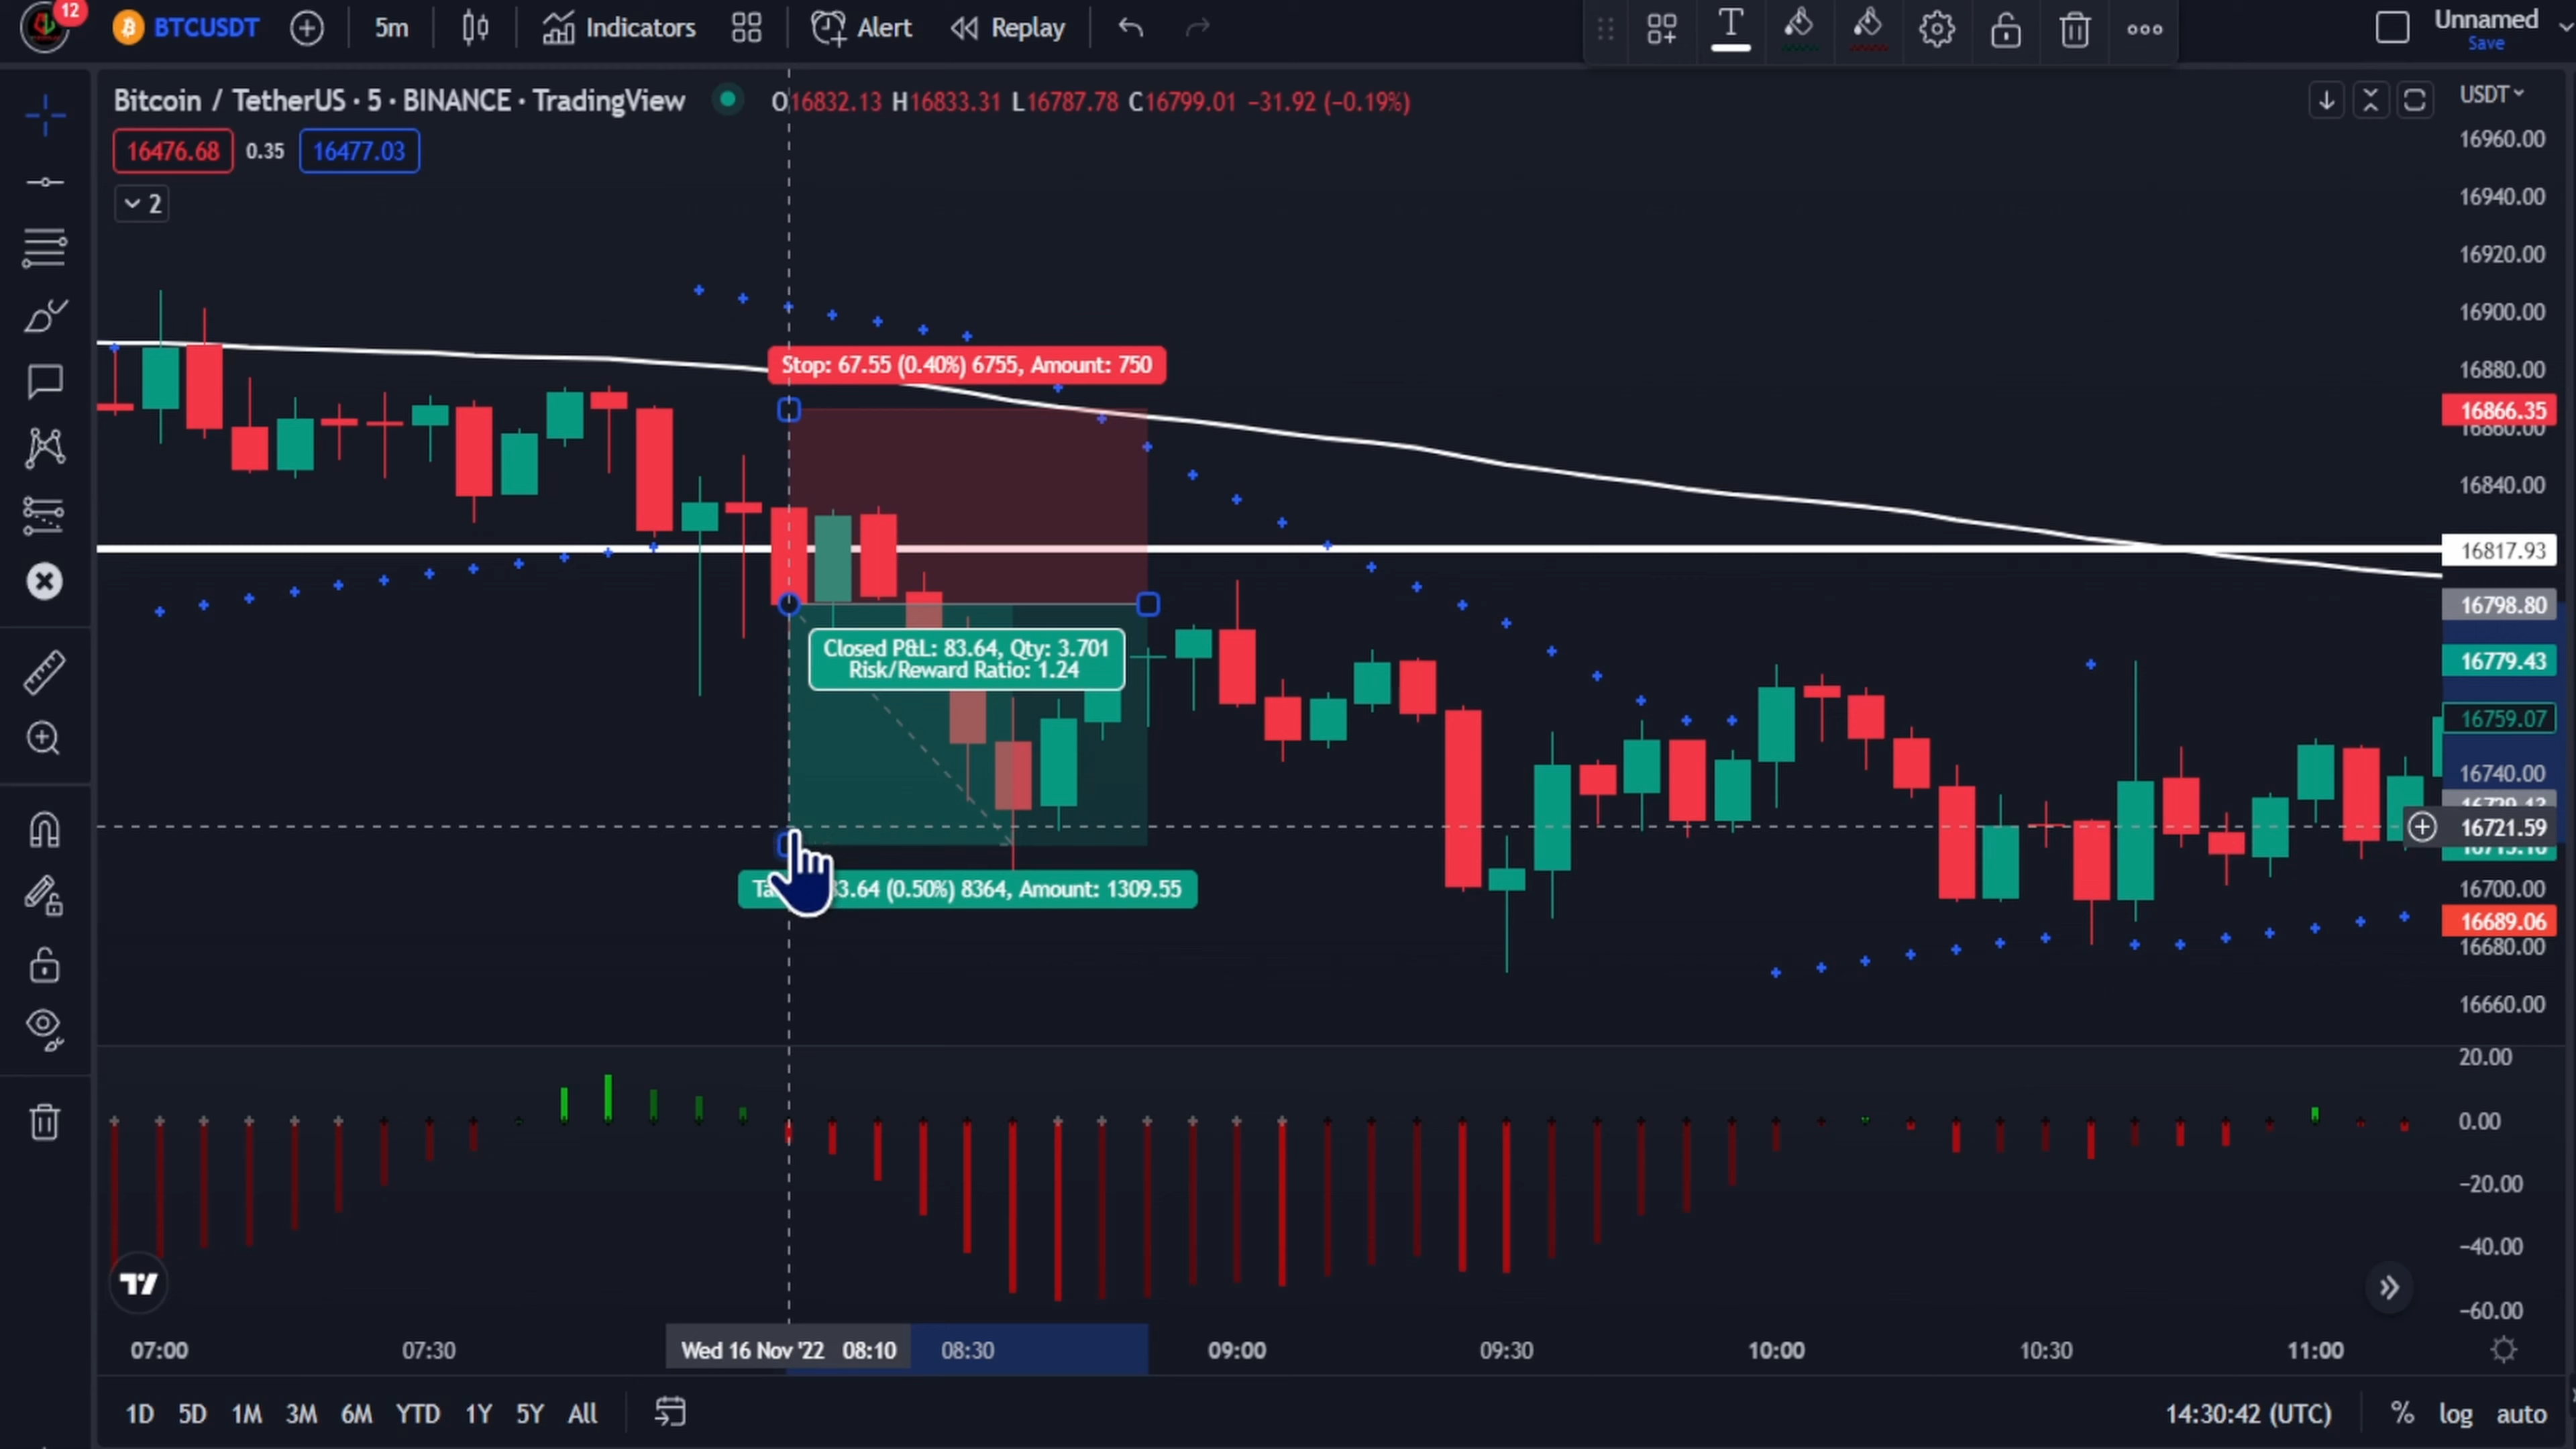 12
BTCUSDT
5m
Indicators
Alert
Replay
Unnamed
Save
Bitcoin / TetherUS · 5 · BINANCE · TradingView
O16832.13 H16833.31 L16787.78 C16799.01 −31.92 (−0.19%)
USDT
16476.68 0.35 16477.03
2
16960.00
16940.00
16920.00
16900.00
16880.00
16866.35
16860.00
16840.00
16817.93
16798.80
16779.43
16759.07
16740.00
16721.59
16700.00
16689.06
16680.00
16660.00
Stop: 67.55 (0.40%) 6755, Amount: 750
Closed P&L: 83.64, Qty: 3.701
Risk/Reward Ratio: 1.24
(0.50%) 8364, Amount: 1309.55
20.00
0.00
−20.00
−40.00
−60.00
07:00 07:30 Wed 16 Nov '22 08:10 08:30 09:00 09:30 10:00 10:30 11:00
1D 5D 1M 3M 6M YTD 1Y 5Y All
14:30:42 (UTC) % log auto